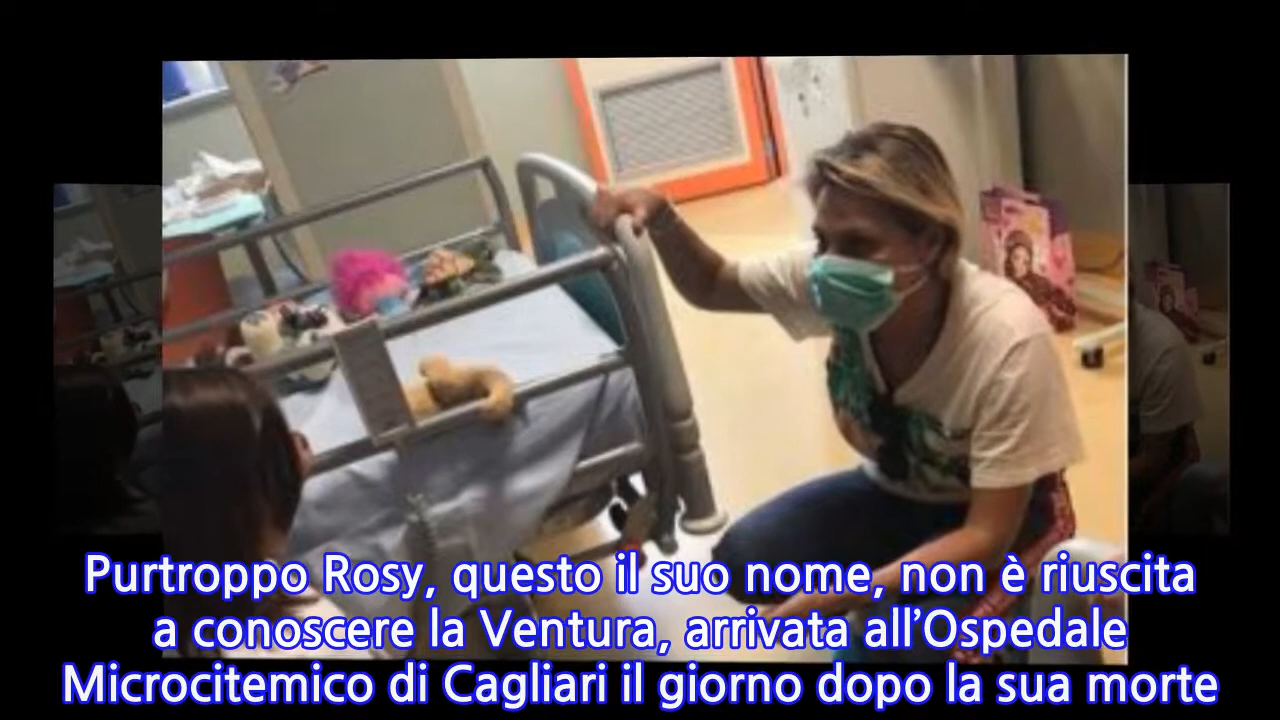 Purtroppo Rosy, questo il suo nome, non è riuscita
a conoscere la Ventura, arrivata all’Ospedale
Microcitemico di Cagliari il giorno dopo la sua morte